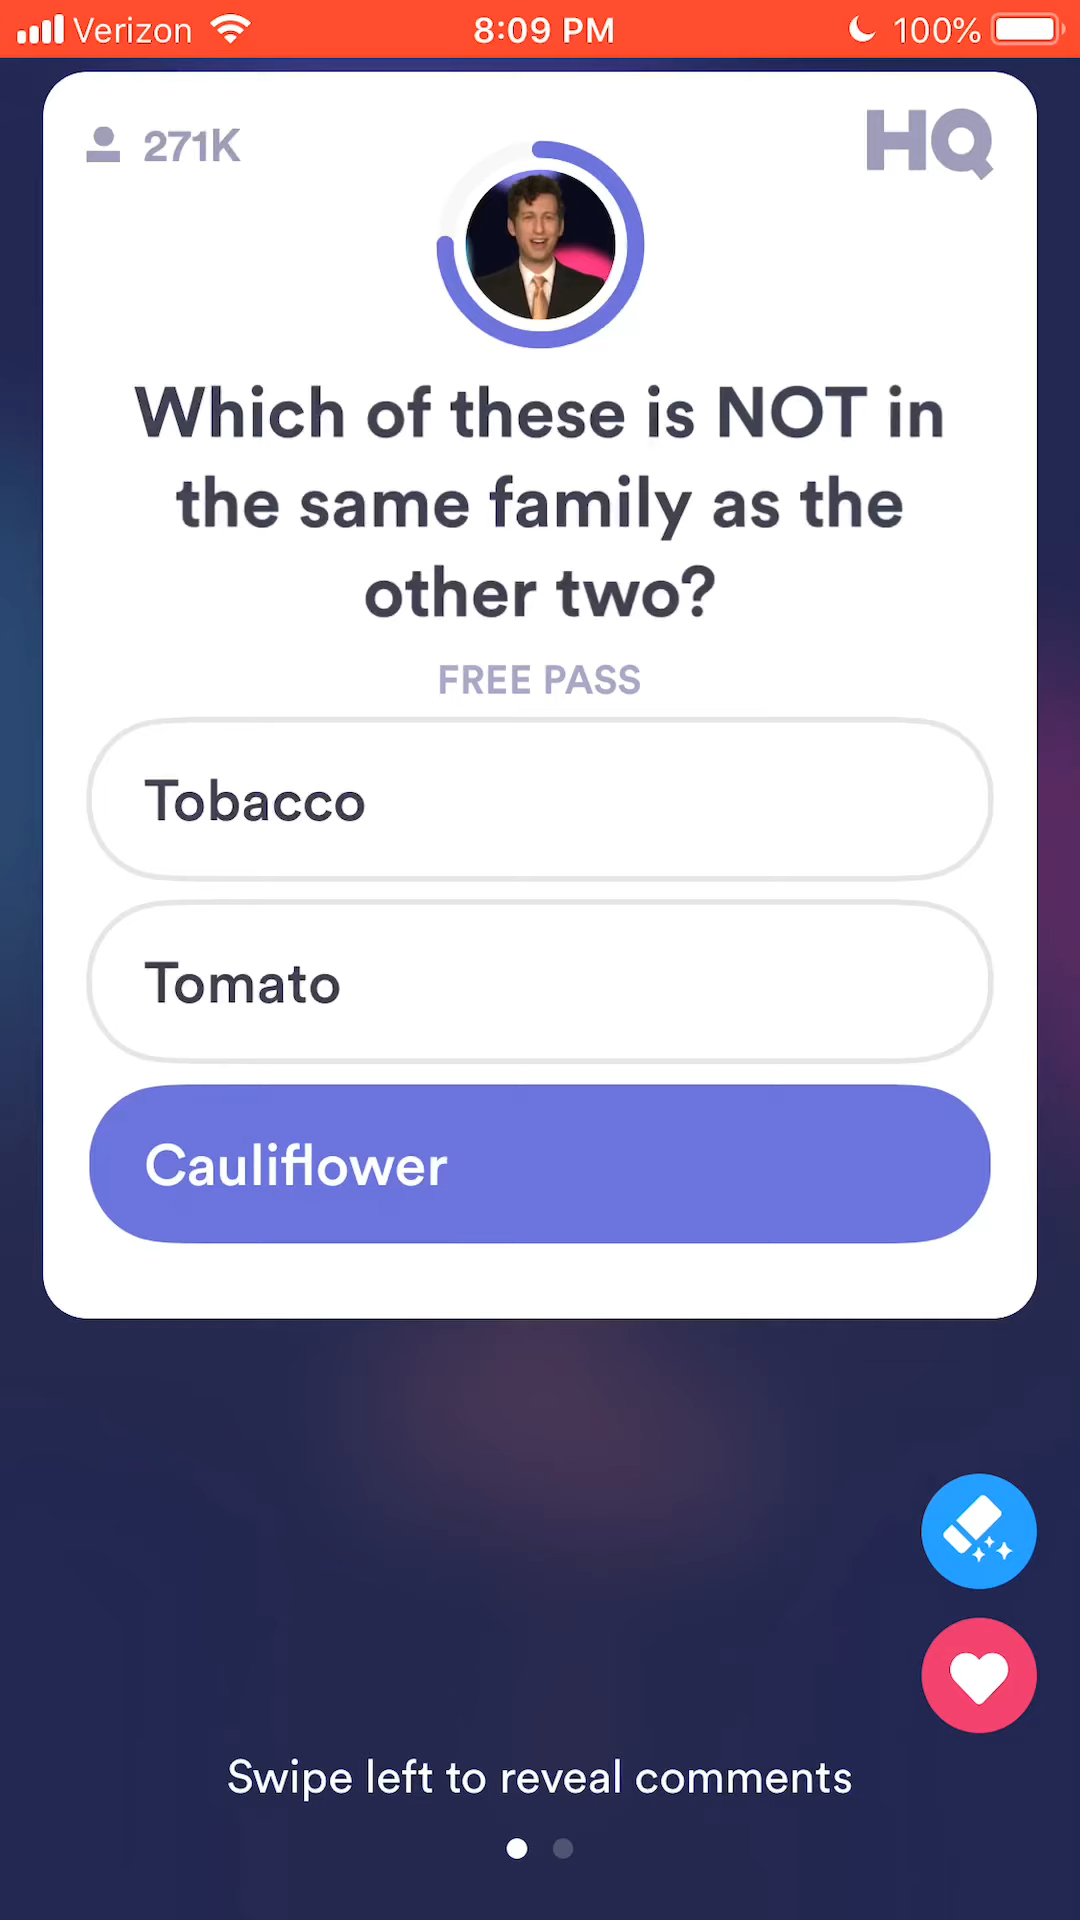 Verizon 8:09 PM 100%
271K HQ
Which of these is NOT in
the same family as the
other two?
FREE PASS
Tobacco
Tomato
Cauliflower
Swipe left to reveal comments